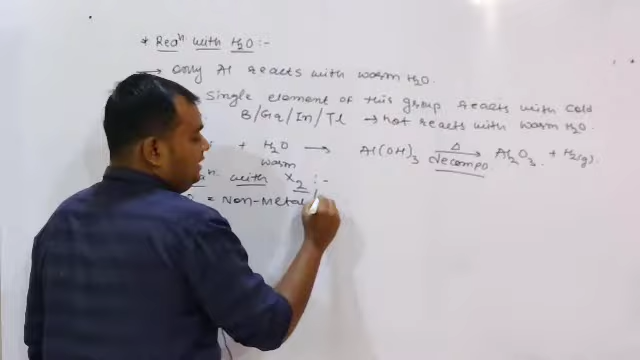 * Reaⁿ with H₂O :-
→ only Al reacts with warm H₂O.
single element of this group reacts with cold
B/Ga/In/Tl → not reacts with warm H₂O.
+ H₂O → Al(OH)₃ —Δ→ Al₂O₃ + H₂(g).
warm decompo
with X₂ :-
= Non-Metal